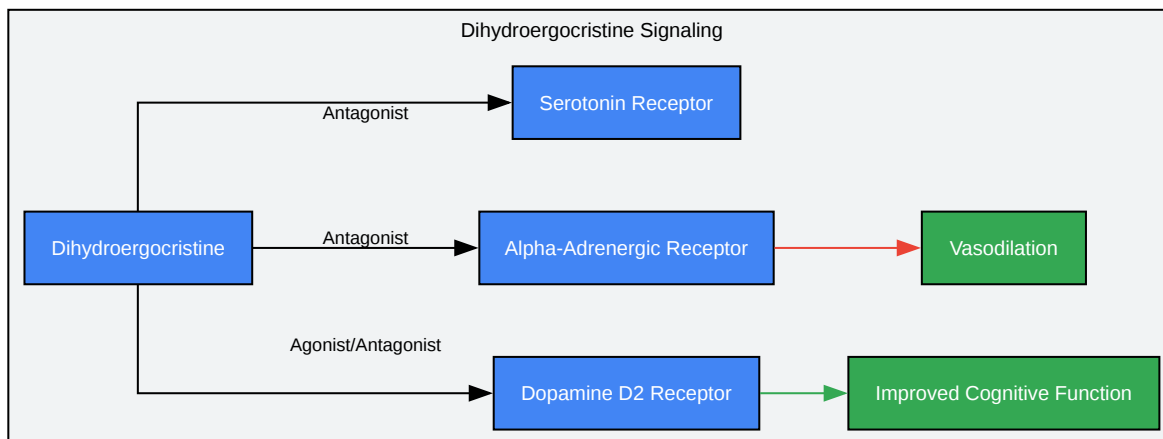 Dihydroergocristine Signaling
Antagonist
Serotonin Receptor
Dihydroergocristine
Antagonist
Alpha-Adrenergic Receptor
Vasodilation
Agonist/Antagonist
Dopamine D2 Receptor
Improved Cognitive Function